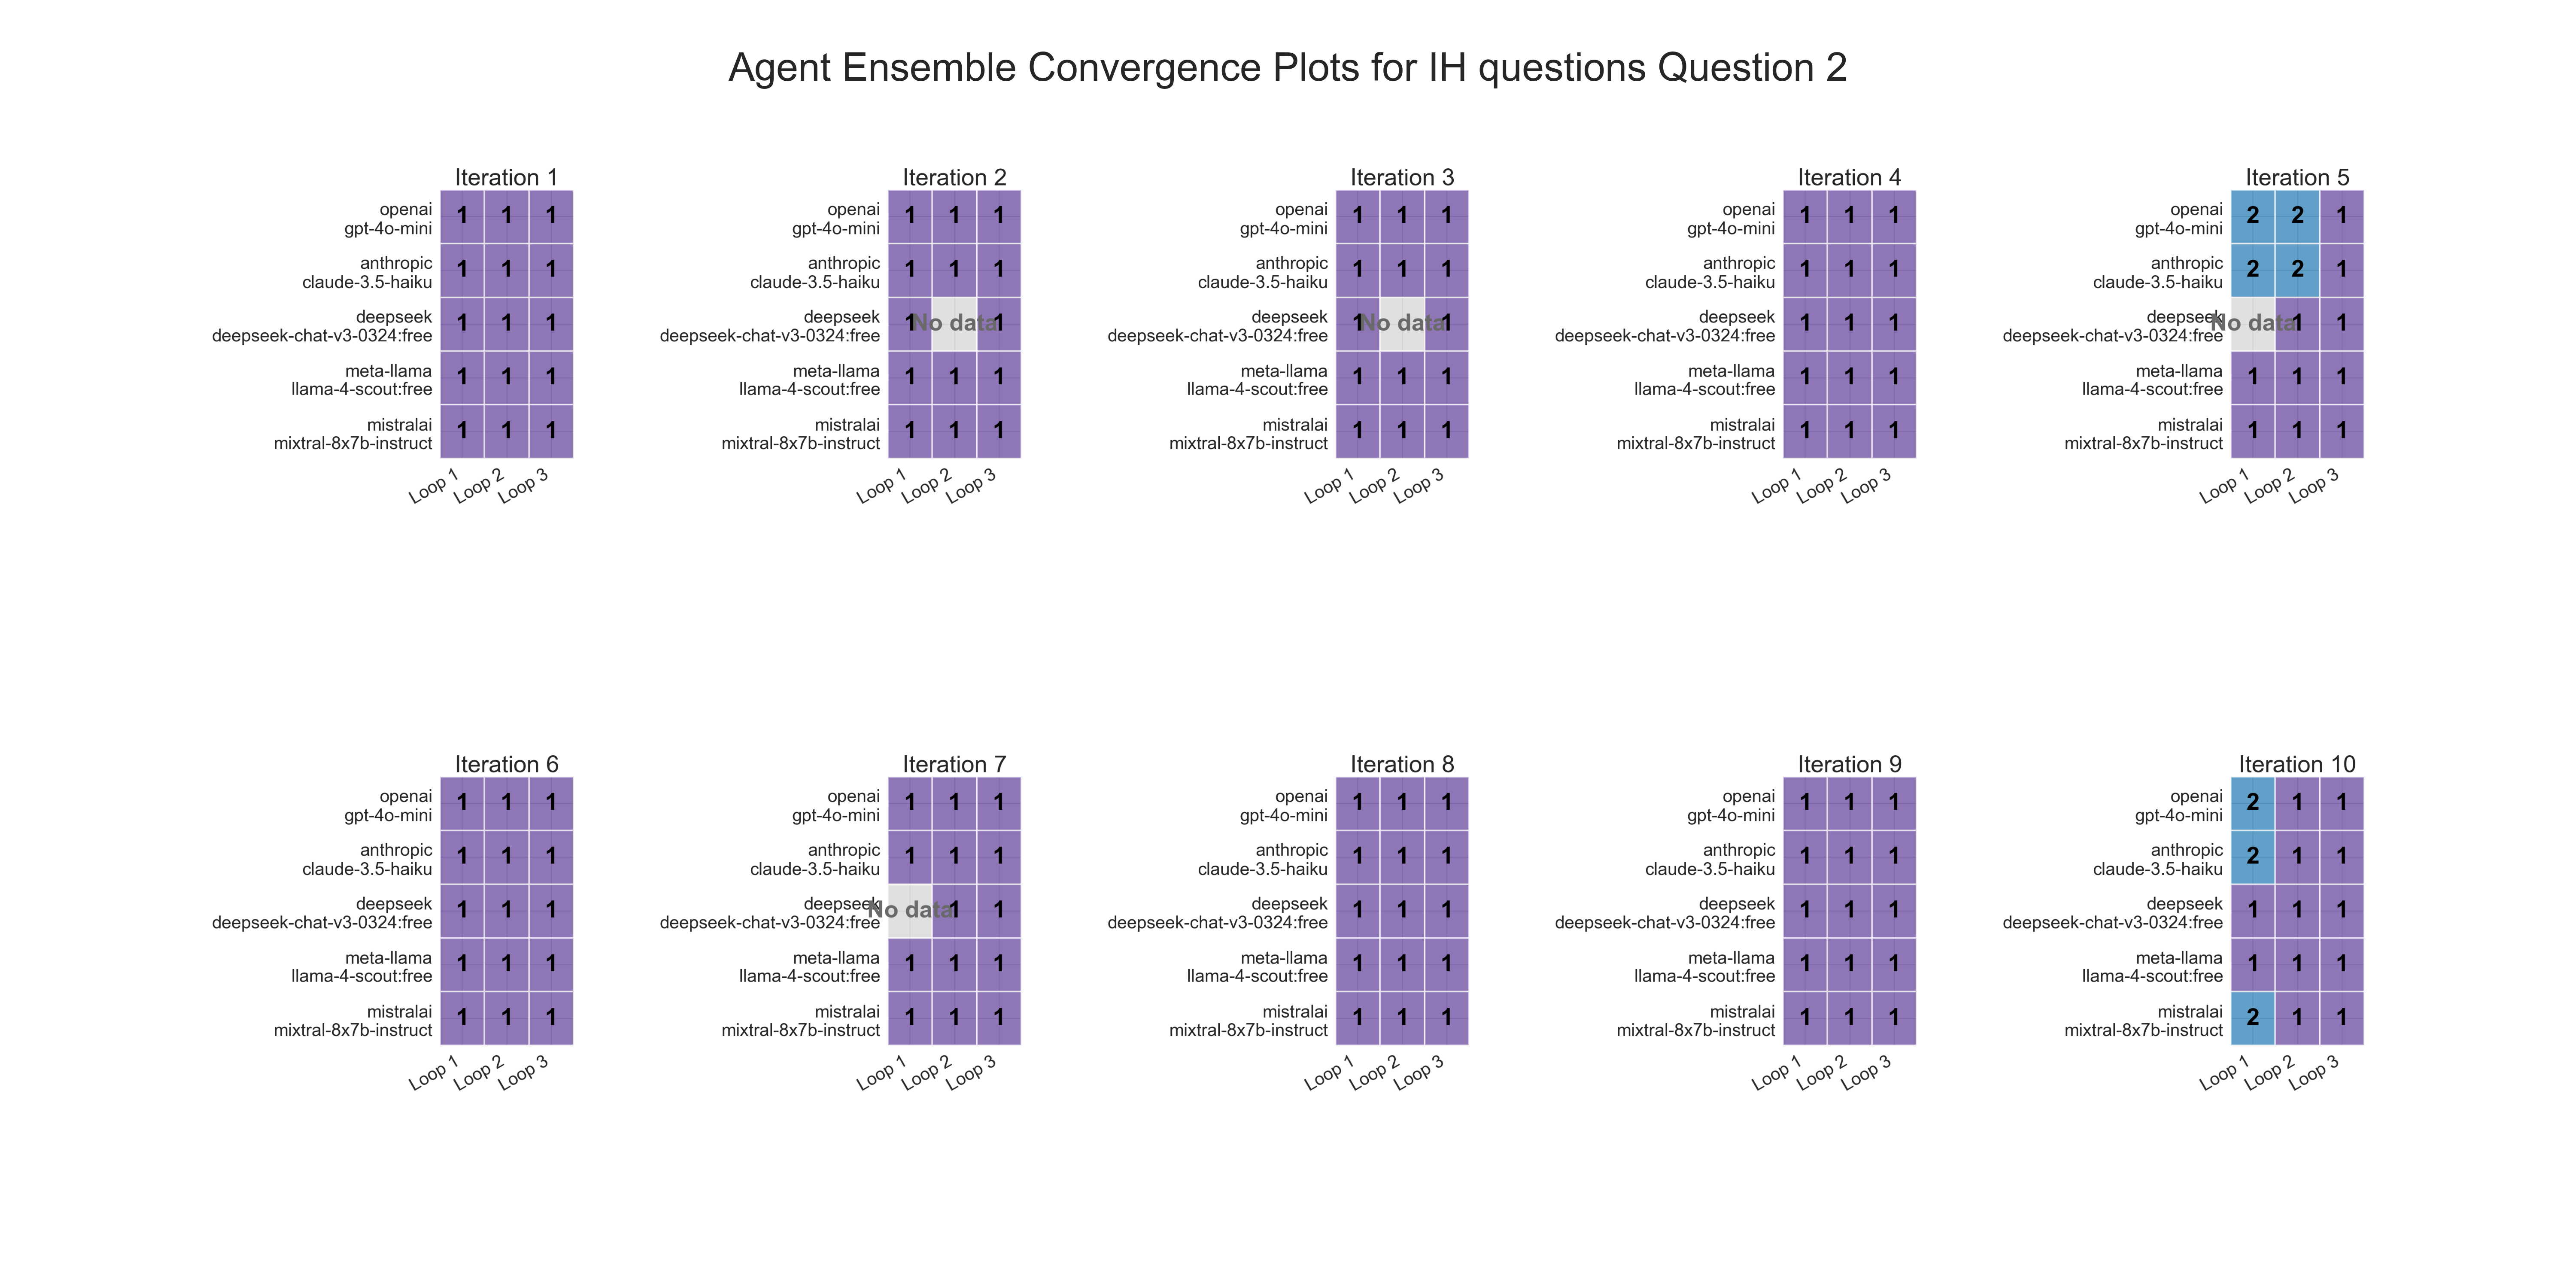 Agent Ensemble Convergence Plots for IH questions Question 2
Iteration 1
openai
gpt-4o-mini
1 1 1
anthropic
claude-3.5-haiku
1 1 1
deepseek
deepseek-chat-v3-0324:free
1 1 1
meta-llama
llama-4-scout:free
1 1 1
mistralai
mixtral-8x7b-instruct
1 1 1
Loop 1 Loop 2 Loop 3
Iteration 2
openai
gpt-4o-mini
1 1 1
anthropic
claude-3.5-haiku
1 1 1
deepseek
deepseek-chat-v3-0324:free
1 No data 1
meta-llama
llama-4-scout:free
1 1 1
mistralai
mixtral-8x7b-instruct
1 1 1
Loop 1 Loop 2 Loop 3
Iteration 3
openai
gpt-4o-mini
1 1 1
anthropic
claude-3.5-haiku
1 1 1
deepseek
deepseek-chat-v3-0324:free
1 No data 1
meta-llama
llama-4-scout:free
1 1 1
mistralai
mixtral-8x7b-instruct
1 1 1
Loop 1 Loop 2 Loop 3
Iteration 4
openai
gpt-4o-mini
1 1 1
anthropic
claude-3.5-haiku
1 1 1
deepseek
deepseek-chat-v3-0324:free
1 1 1
meta-llama
llama-4-scout:free
1 1 1
mistralai
mixtral-8x7b-instruct
1 1 1
Loop 1 Loop 2 Loop 3
Iteration 5
openai
gpt-4o-mini
2 2 1
anthropic
claude-3.5-haiku
2 2 1
deepseek
deepseek-chat-v3-0324:free
No data 1 1
meta-llama
llama-4-scout:free
1 1 1
mistralai
mixtral-8x7b-instruct
1 1 1
Loop 1 Loop 2 Loop 3
Iteration 6
openai
gpt-4o-mini
1 1 1
anthropic
claude-3.5-haiku
1 1 1
deepseek
deepseek-chat-v3-0324:free
1 1 1
meta-llama
llama-4-scout:free
1 1 1
mistralai
mixtral-8x7b-instruct
1 1 1
Loop 1 Loop 2 Loop 3
Iteration 7
openai
gpt-4o-mini
1 1 1
anthropic
claude-3.5-haiku
1 1 1
deepseek
deepseek-chat-v3-0324:free
No data 1 1
meta-llama
llama-4-scout:free
1 1 1
mistralai
mixtral-8x7b-instruct
1 1 1
Loop 1 Loop 2 Loop 3
Iteration 8
openai
gpt-4o-mini
1 1 1
anthropic
claude-3.5-haiku
1 1 1
deepseek
deepseek-chat-v3-0324:free
1 1 1
meta-llama
llama-4-scout:free
1 1 1
mistralai
mixtral-8x7b-instruct
1 1 1
Loop 1 Loop 2 Loop 3
Iteration 9
openai
gpt-4o-mini
1 1 1
anthropic
claude-3.5-haiku
1 1 1
deepseek
deepseek-chat-v3-0324:free
1 1 1
meta-llama
llama-4-scout:free
1 1 1
mistralai
mixtral-8x7b-instruct
1 1 1
Loop 1 Loop 2 Loop 3
Iteration 10
openai
gpt-4o-mini
2 1 1
anthropic
claude-3.5-haiku
2 1 1
deepseek
deepseek-chat-v3-0324:free
1 1 1
meta-llama
llama-4-scout:free
1 1 1
mistralai
mixtral-8x7b-instruct
2 1 1
Loop 1 Loop 2 Loop 3